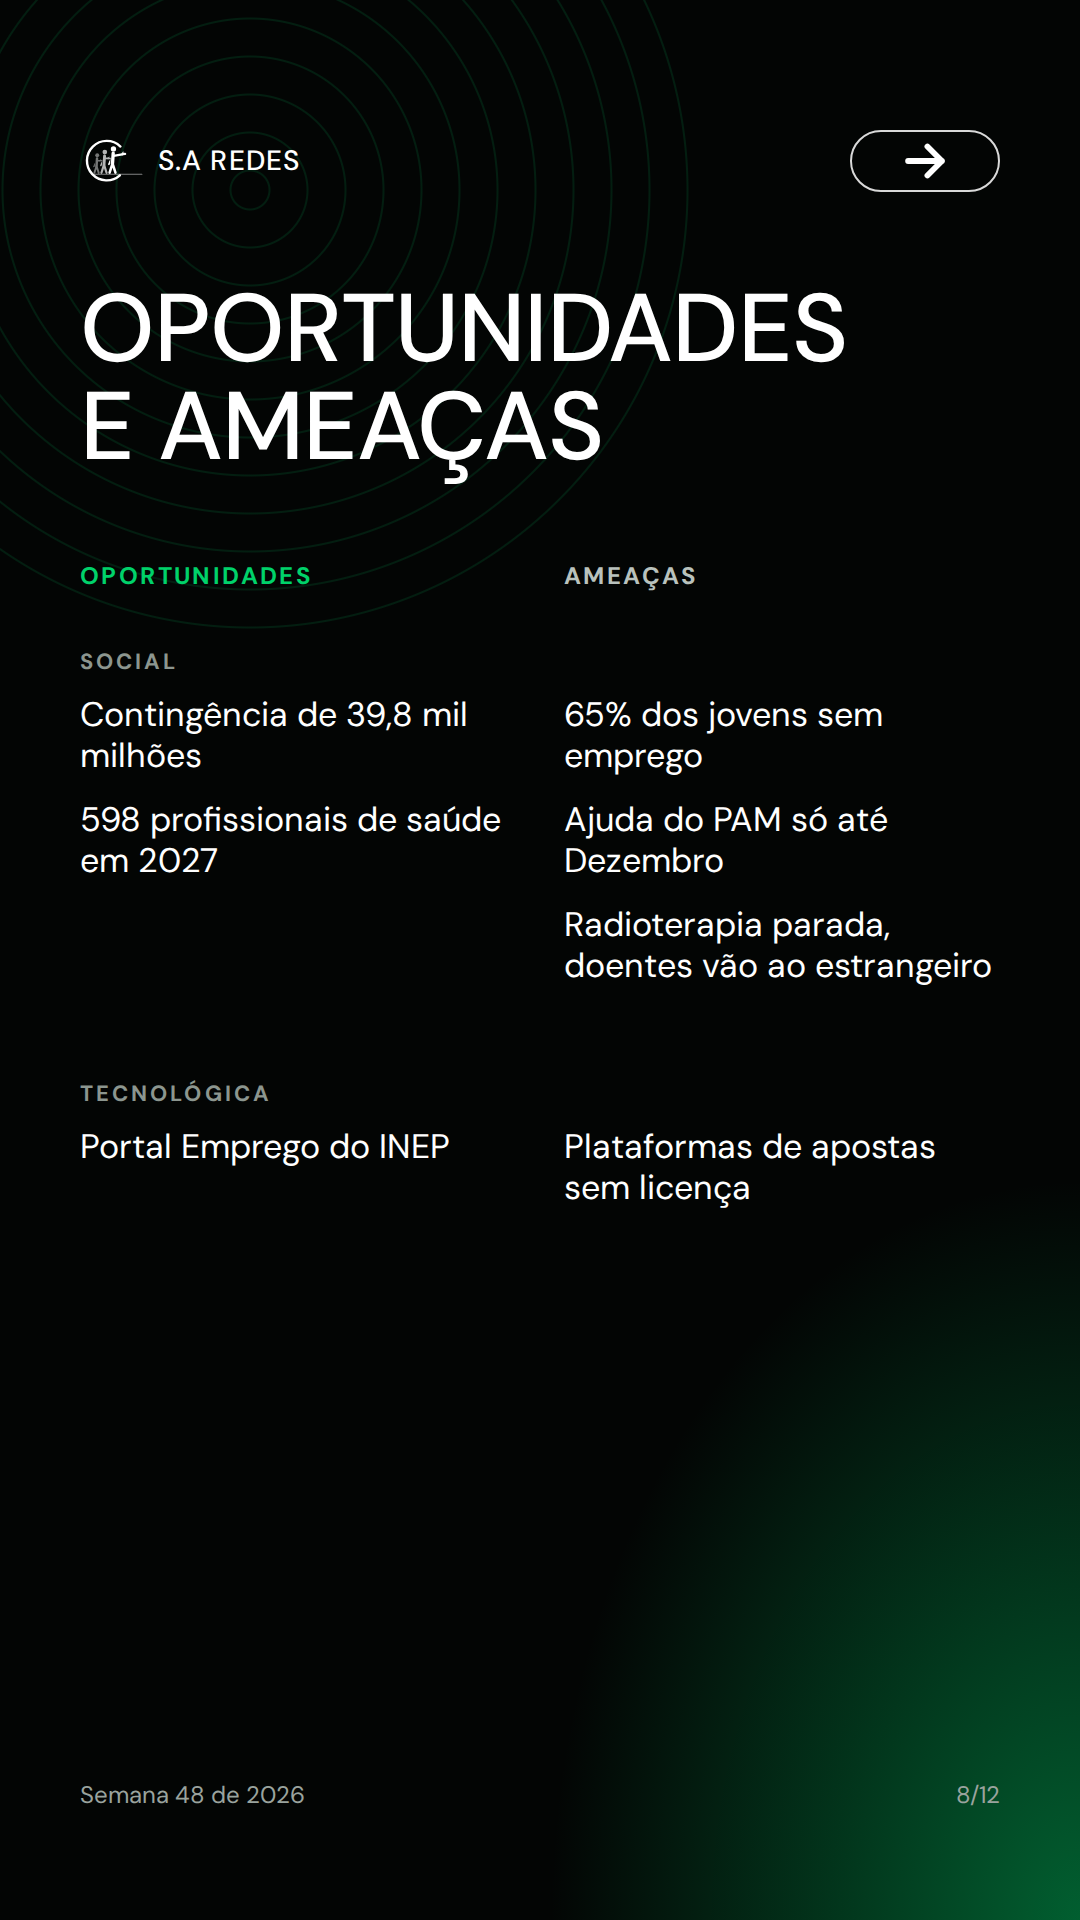 S.A REDES
OPORTUNIDADES
E AMEAÇAS
OPORTUNIDADES
AMEAÇAS
SOCIAL
Contingência de 39,8 mil
milhões
598 profissionais de saúde
em 2027
65% dos jovens sem
emprego
Ajuda do PAM só até
Dezembro
Radioterapia parada,
doentes vão ao estrangeiro
TECNOLÓGICA
Portal Emprego do INEP
Plataformas de apostas
sem licença
Semana 48 de 2026
8/12